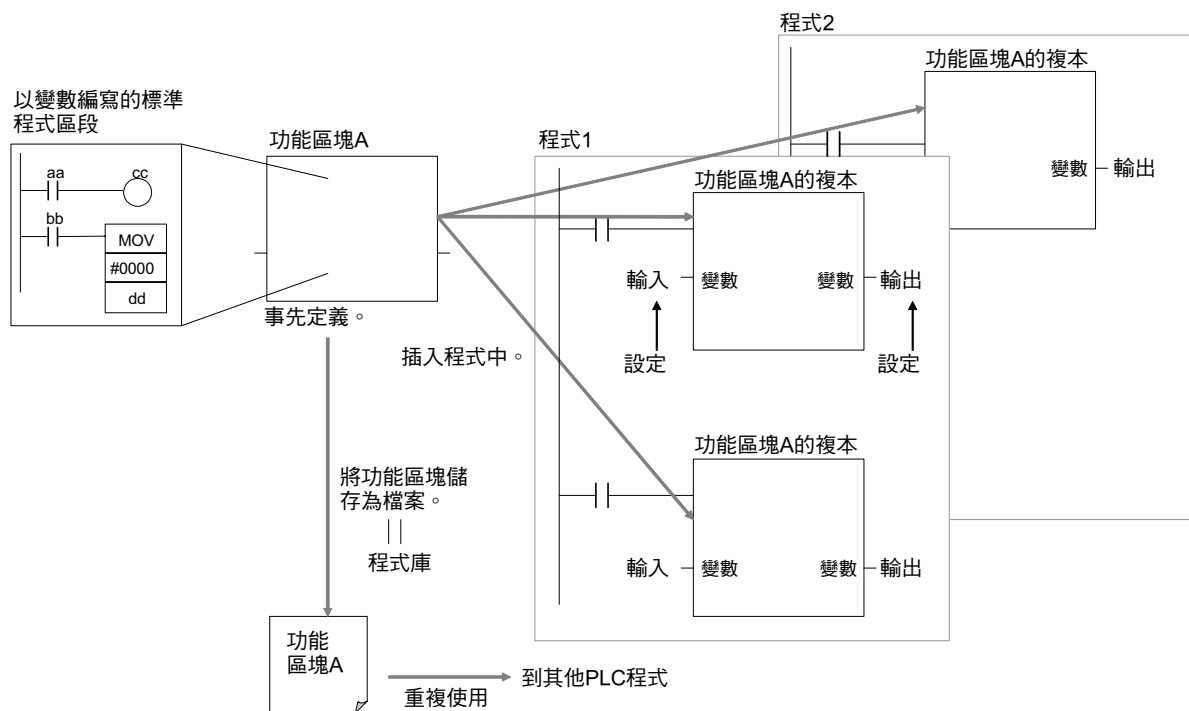 程式2
功能區塊A的複本
以變數編寫的標準
程式區段
功能區塊A
程式1
aa
cc
bb
MOV
#0000
dd
變數
輸出
功能區塊A的複本
輸入
變數
變數
輸出
事先定義。
插入程式中。
設定
設定
功能區塊A的複本
將功能區塊儲
存為檔案。
程式庫
輸入
變數
變數
輸出
功能
區塊A
重複使用
到其他PLC程式